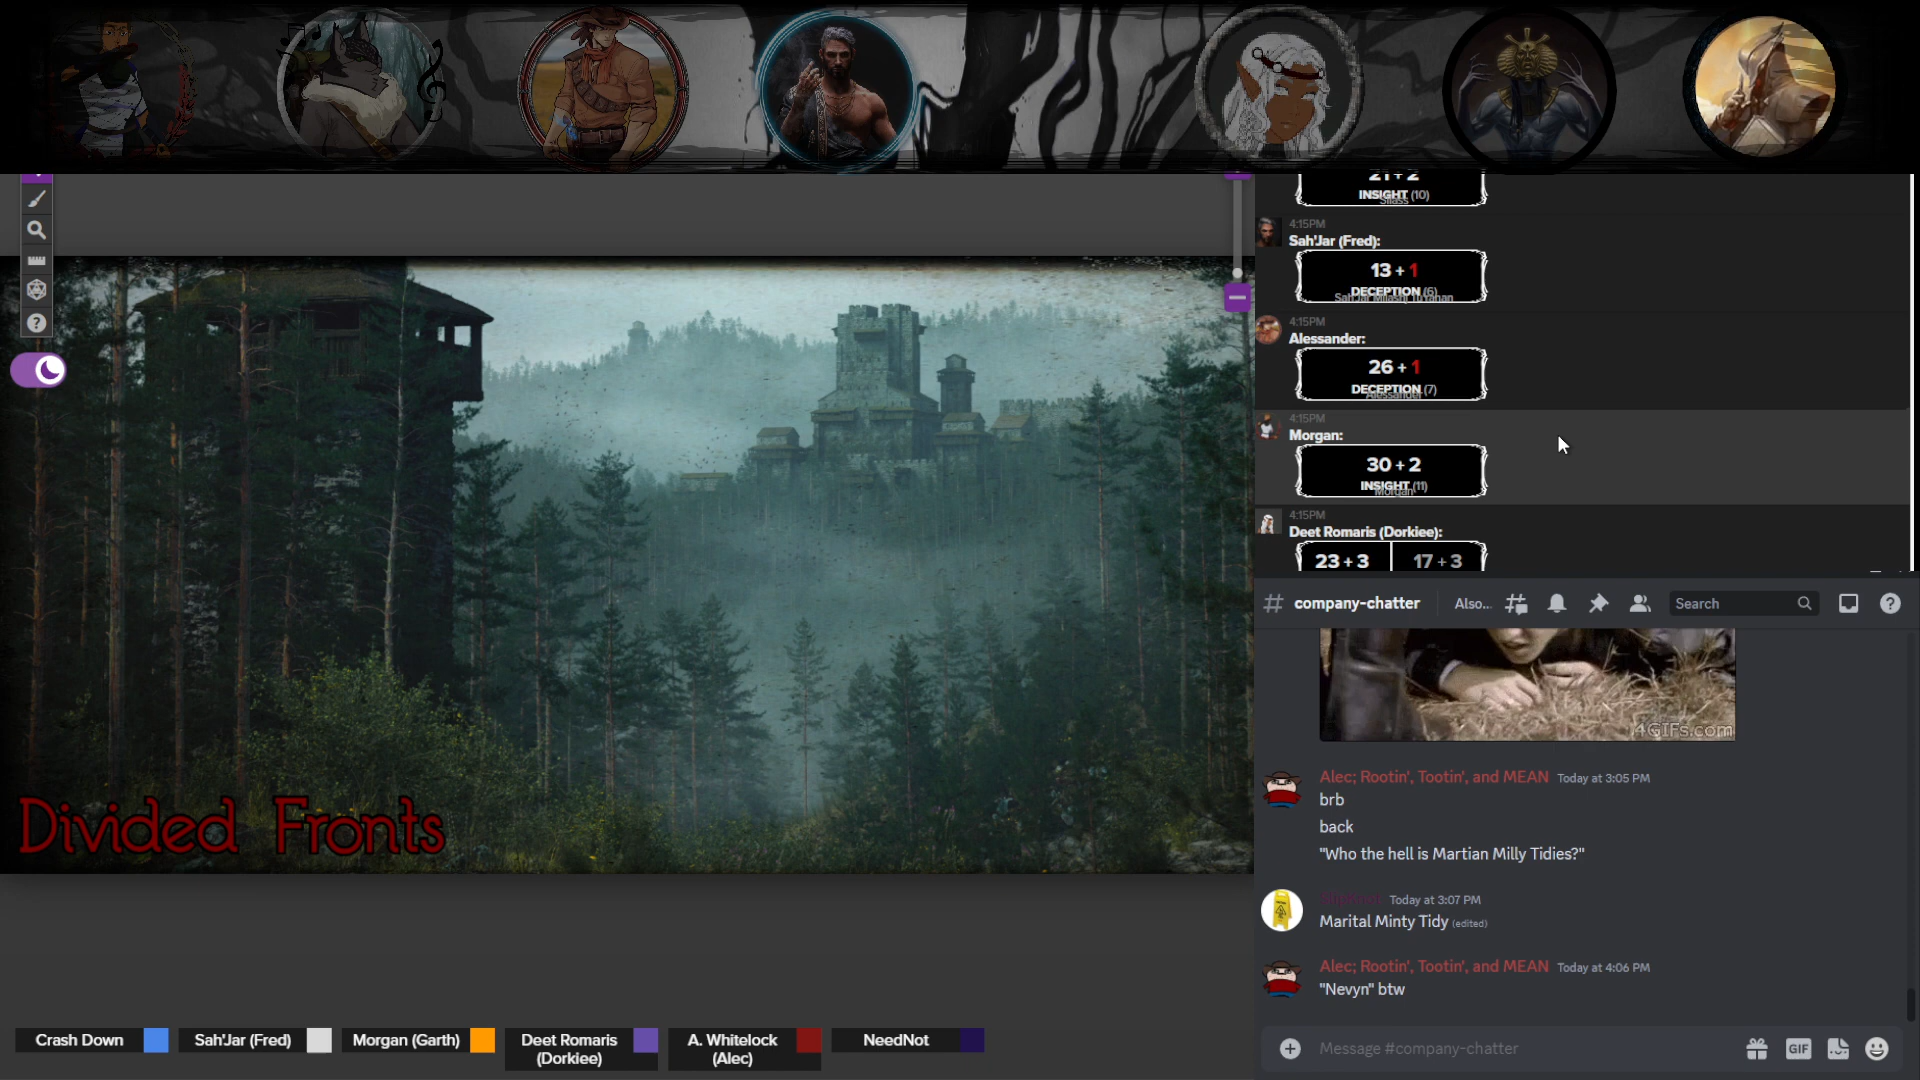 21 + 2
INSIGHT (10)
Silass
4:15PM
Sah'Jar (Fred):
13 + 1
DECEPTION (6)
4:15PM
Alessander:
26 + 1
DECEPTION (7)
Alessander
4:15PM
Morgan:
30 + 2
INSIGHT (11)
Morgan
4:15PM
Deet Romaris (Dorkiee):
23 + 3 17 + 3
company-chatter Also... Search
4GIFs.com
Alec; Rootin', Tootin', and MEAN Today at 3:05 PM
brb
back
"Who the hell is Martian Milly Tidies?"
Today at 3:07 PM
Marital Minty Tidy (edited)
Alec; Rootin', Tootin', and MEAN Today at 4:06 PM
"Nevyn" btw
Message #company-chatter
GIF
Divided Fronts
Crash Down
Sah'Jar (Fred)
Morgan (Garth)
Deet Romaris
(Dorkiee)
A. Whitelock
(Alec)
NeedNot